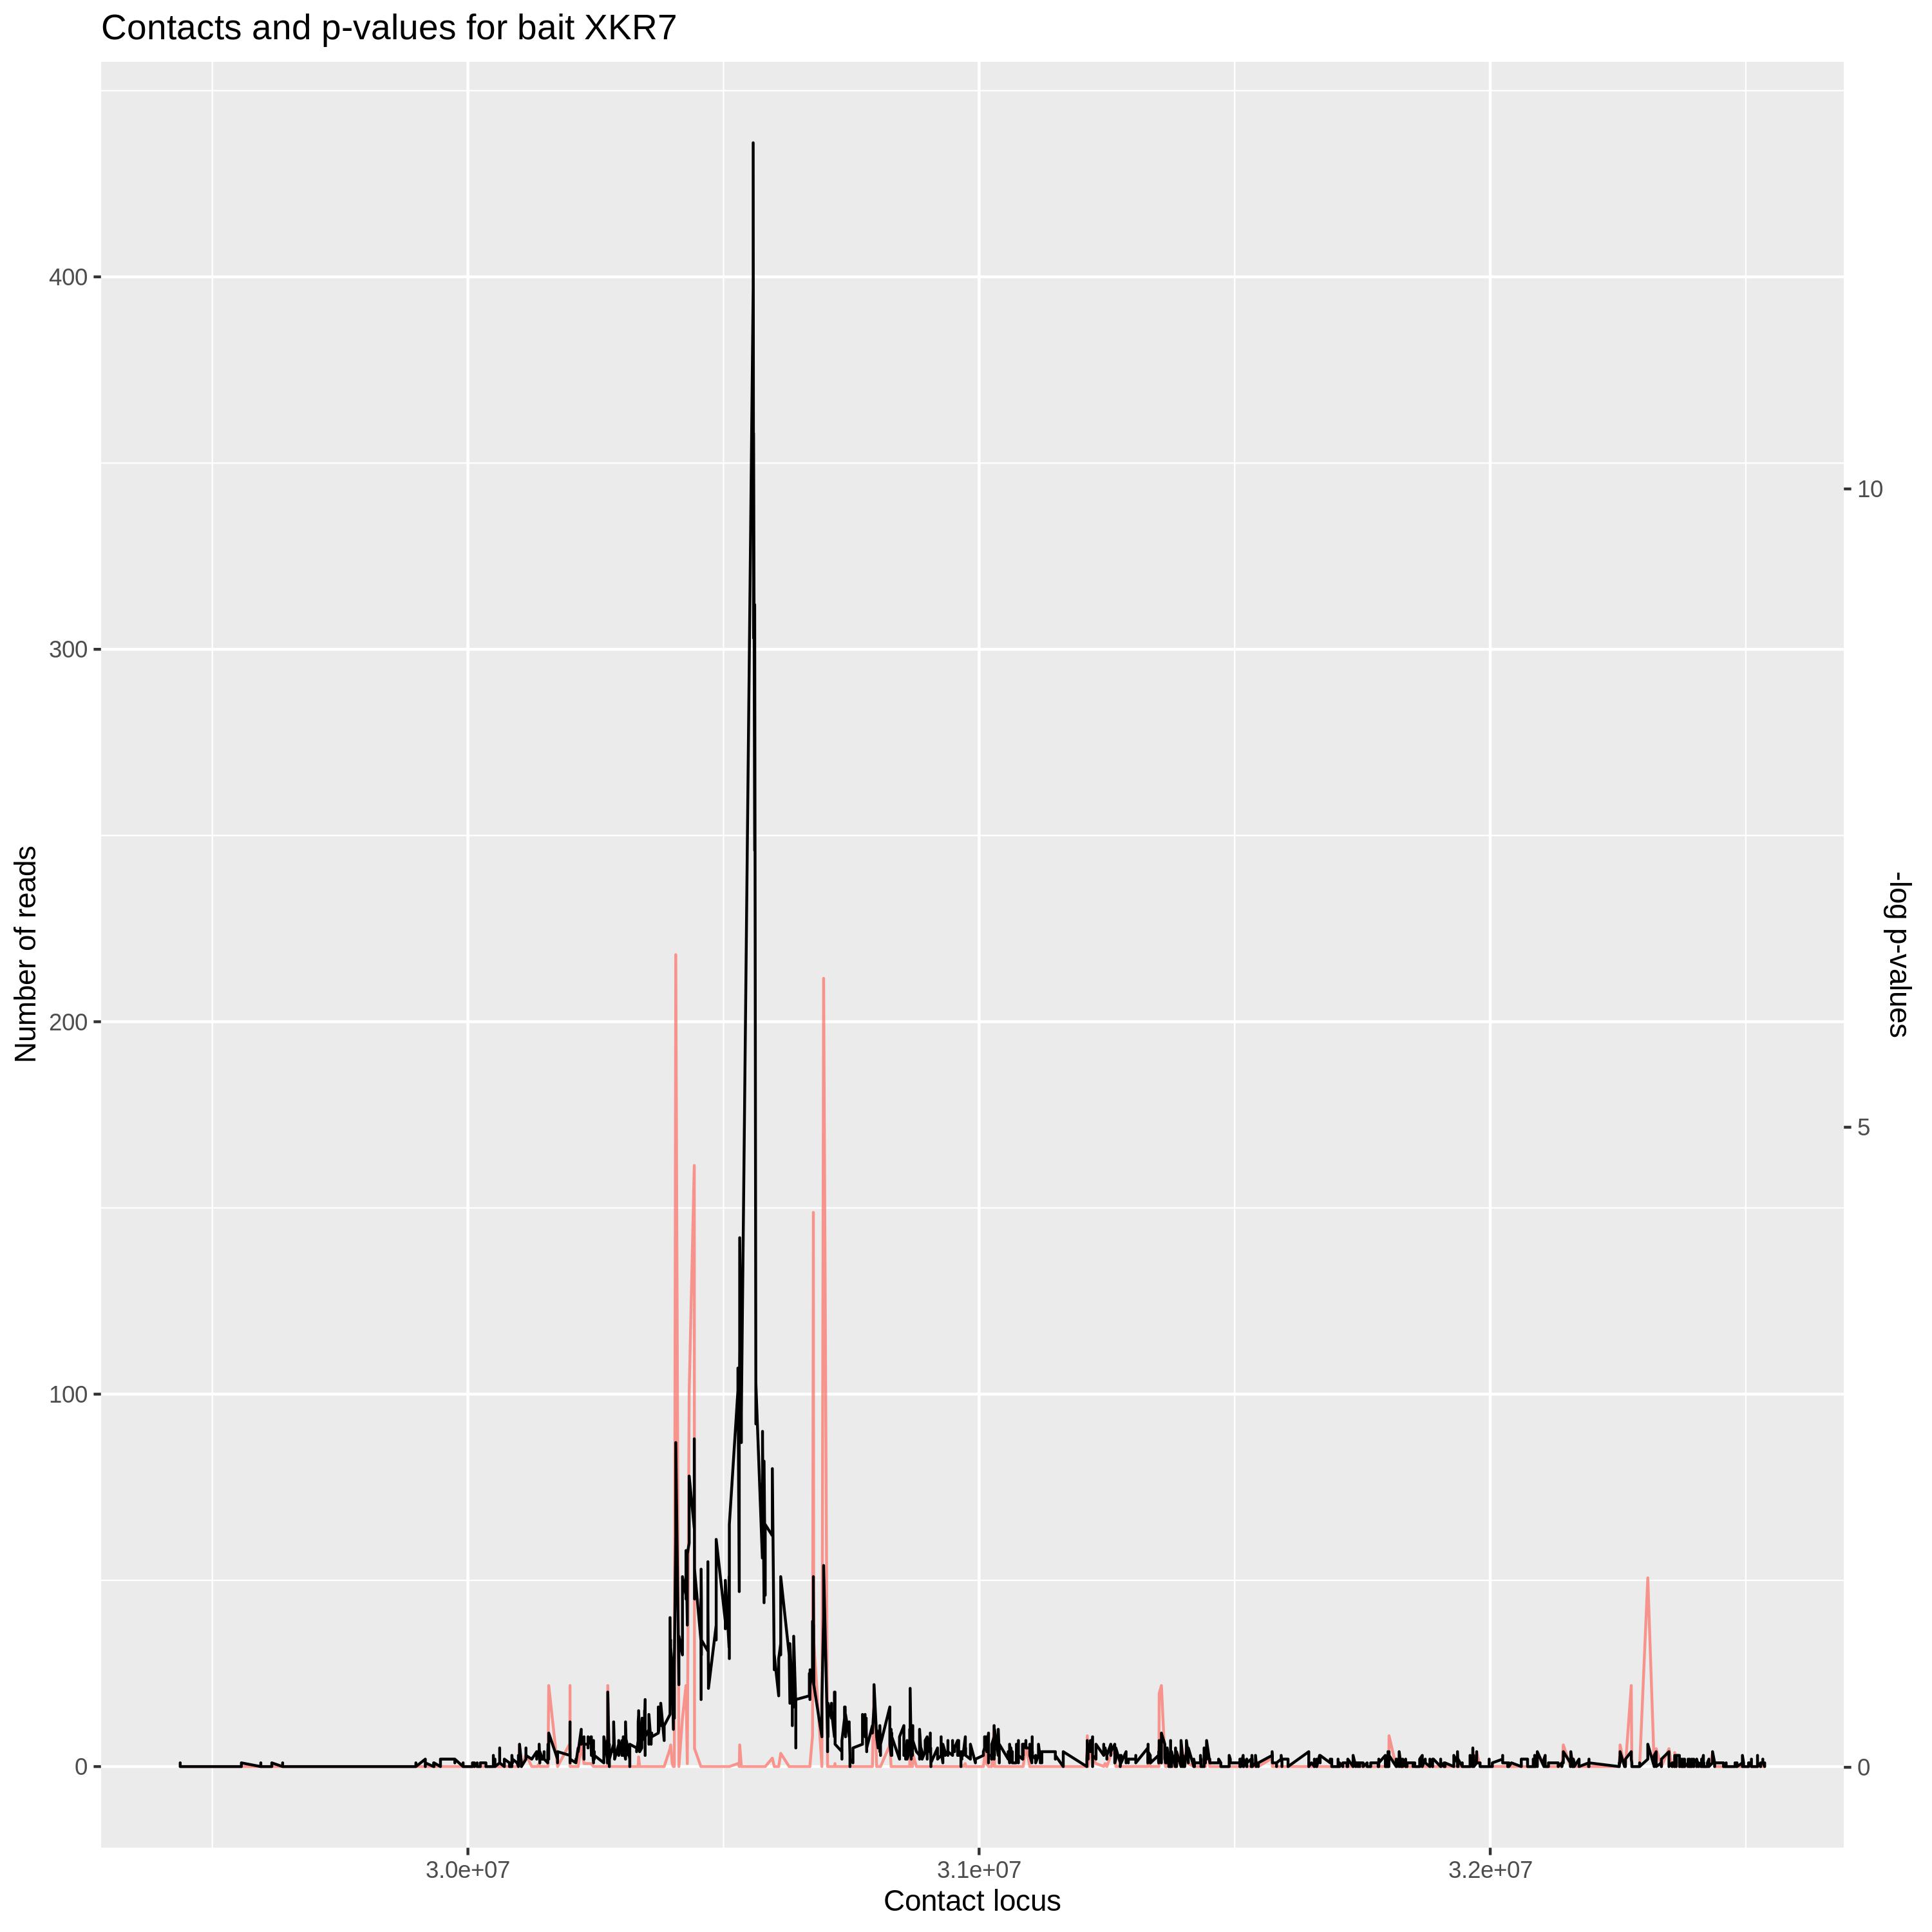 Contacts and p-values for bait XKR7
400
300
200
100
0
Number of reads
10
5
0
-log p-values
3.0e+07
3.1e+07
3.2e+07
Contact locus